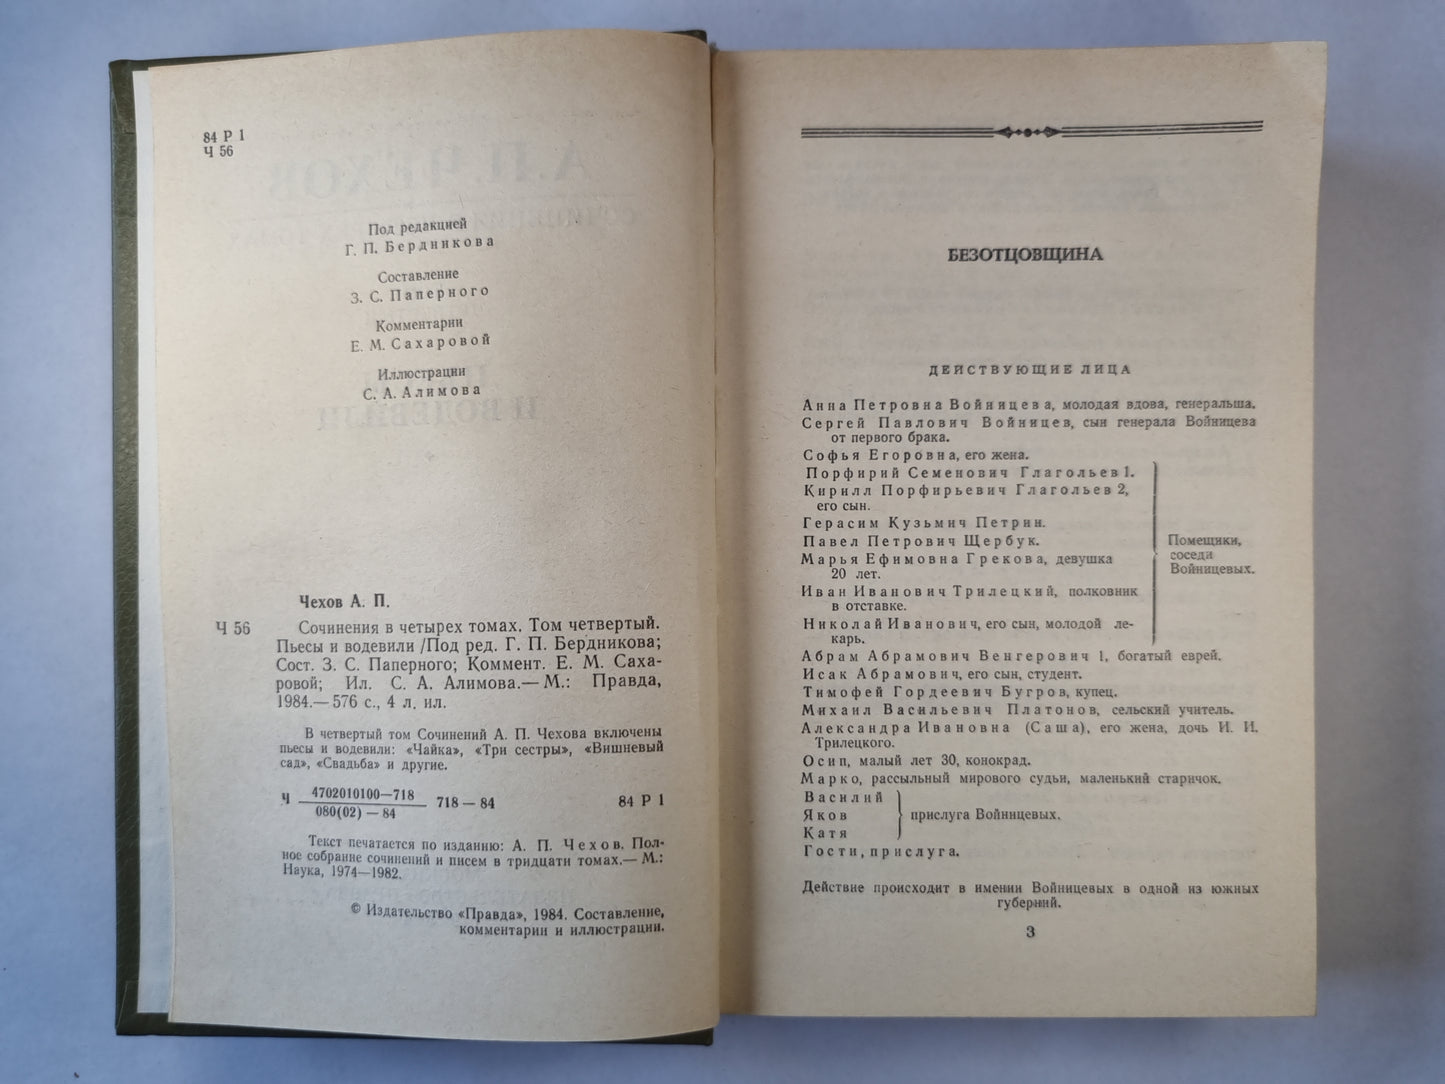 84 Р 1
Ч 56
Под редакцией
Г. П. Бердникова
Составление
З. С. Паперного
Комментарии
Е. М. Сахаровой
Иллюстрации
С. А. Алимова
Чехов А. П.
Ч 56 Сочинения в четырех томах. Том четвертый.
Пьесы и водевили /Под ред. Г. П. Бердникова;
Сост. З. С. Паперного; Коммент. Е. М. Саха-
ровой; Ил. С. А. Алимова.— М.: Правда,
1984.— 576 с., 4 л. ил.
В четвертый том Сочинений А. П. Чехова включены
пьесы и водевили: «Чайка», «Три сестры», «Вишневый
сад», «Свадьба» и другие.
Ч 4702010100—718 718—84 84 Р 1
080(02)—84
Текст печатается по изданию: А. П. Чехов. Пол-
ное собрание сочинений и писем в тридцати томах.— М.:
Наука, 1974—1982.
© Издательство «Правда», 1984. Составление,
комментарии и иллюстрации.
БЕЗОТЦОВЩИНА
ДЕЙСТВУЮЩИЕ ЛИЦА
Анна Петровна Войницева, молодая вдова, генеральша.
Сергей Павлович Войницев, сын генерала Войницева
от первого брака.
Софья Егоровна, его жена.
Порфирий Семенович Глагольев 1.
Кирилл Порфирьевич Глагольев 2,
его сын.
Герасим Кузьмич Петрин.
Павел Петрович Щербук.
Марья Ефимовна Грекова, девушка
20 лет.
Иван Иванович Трилецкий, полковник
в отставке.
Николай Иванович, его сын, молодой ле-
карь.
Помещики,
соседи
Войницевых.
Абрам Абрамович Венгерович 1, богатый еврей.
Исак Абрамович, его сын, студент.
Тимофей Гордеевич Бугров, купец.
Михаил Васильевич Платонов, сельский учитель.
Александра Ивановна (Саша), его жена, дочь И. И.
Трилецкого.
Осип, малый лет 30, конокрад.
Марко, рассыльный мирового судьи, маленький старичок.
Василий
Яков прислуга Войницевых.
Катя
Гости, прислуга.
Действие происходит в имении Войницевых в одной из южных
губерний.
3